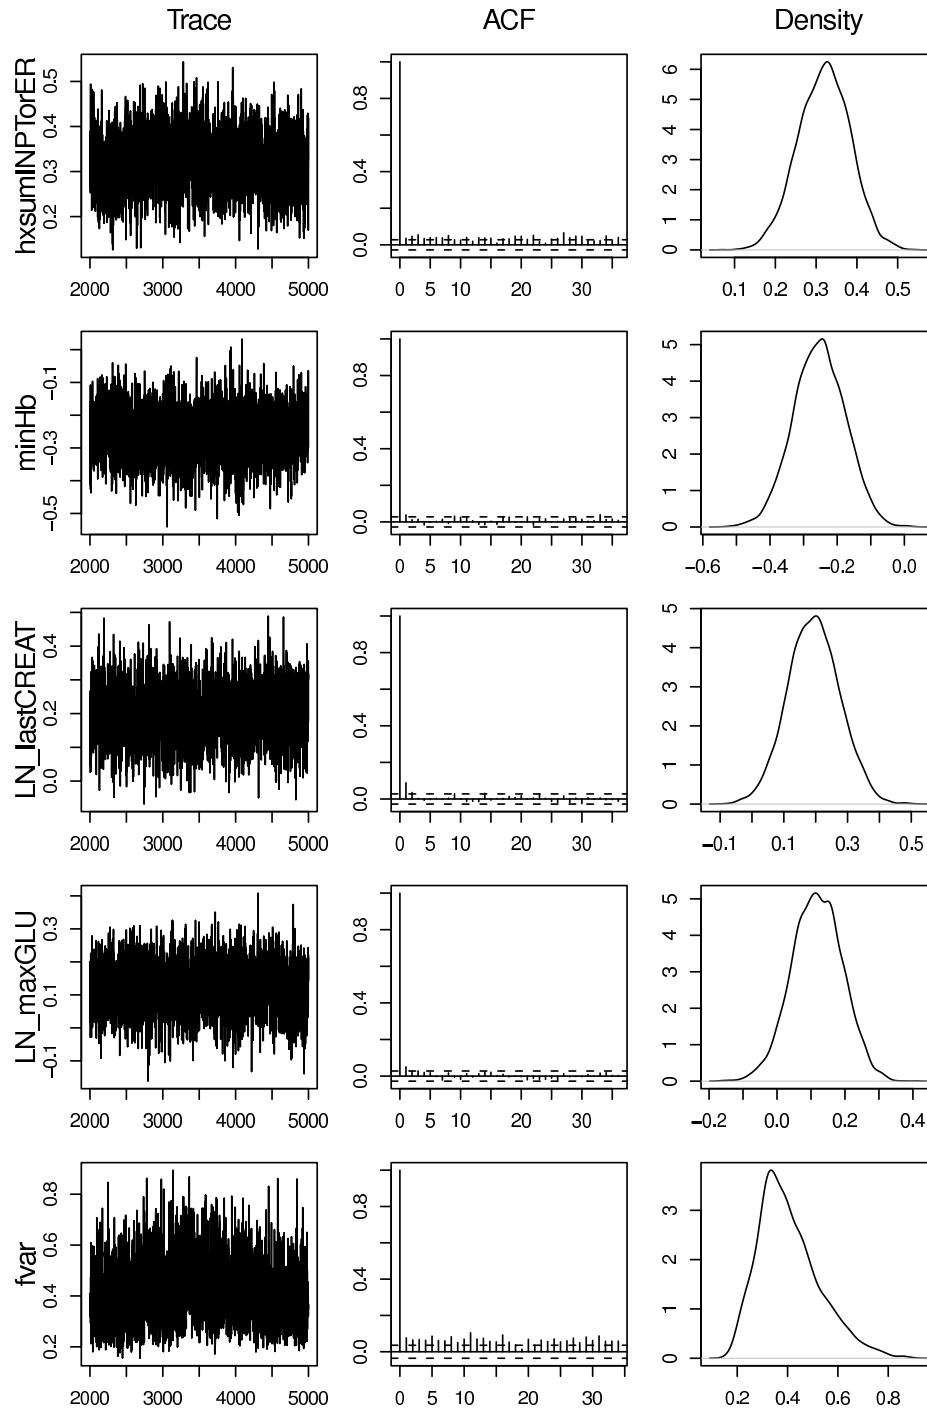 Trace ACF Density
hxsumINPTorER
0.2 0.3 0.4 0.5
2000 3000 4000 5000
0.0 0.4 0.8
0 5 10 20 30
0 1 2 3 4 5 6
0.1 0.2 0.3 0.4 0.5
minHb
−0.5 −0.3 −0.1
2000 3000 4000 5000
0.0 0.4 0.8
0 5 10 20 30
0 1 2 3 4 5
−0.6 −0.4 −0.2 0.0
LN_lastCREAT
0.0 0.2 0.4
2000 3000 4000 5000
0.0 0.4 0.8
0 5 10 20 30
0 1 2 3 4 5
−0.1 0.1 0.3 0.5
LN_maxGLU
−0.1 0.1 0.3
2000 3000 4000 5000
0.0 0.4 0.8
0 5 10 20 30
0 1 2 3 4 5
−0.2 0.0 0.2 0.4
fvar
0.2 0.4 0.6 0.8
2000 3000 4000 5000
0.0 0.4 0.8
0 5 10 20 30
0 1 2 3
0.2 0.4 0.6 0.8